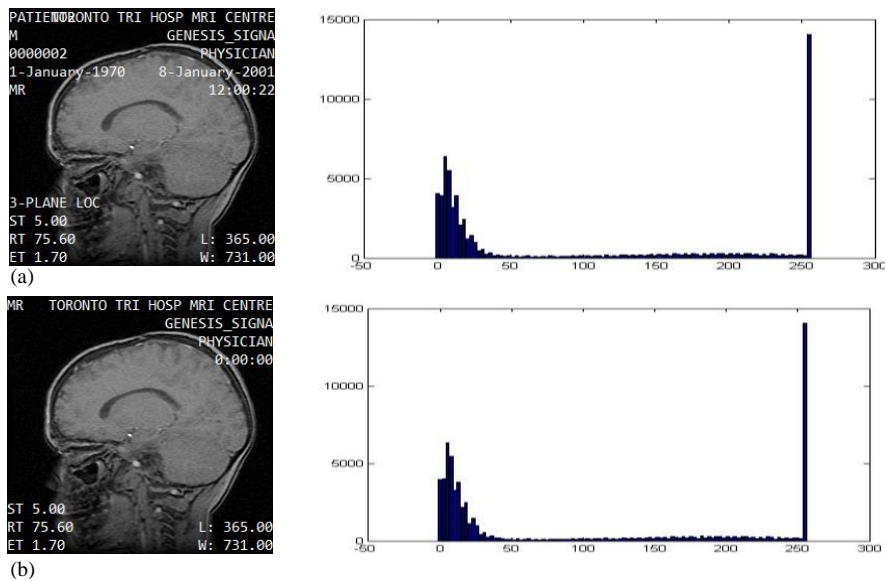 PATIENT02 TORONTO TRI HOSP MRI CENTRE
M GENESIS_SIGNA
0000002 PHYSICIAN
1-January-1970 8-January-2001
MR 12:00:22
3-PLANE LOC
ST 5.00
RT 75.60 L: 365.00
ET 1.70 W: 731.00
(a)
15000
10000
5000
0
-50 0 50 100 150 200 250 300
MR TORONTO TRI HOSP MRI CENTRE
GENESIS_SIGNA
PHYSICIAN
0:00:00
ST 5.00
RT 75.60 L: 365.00
ET 1.70 W: 731.00
(b)
15000
10000
5000
0
-50 0 50 100 150 200 250 300